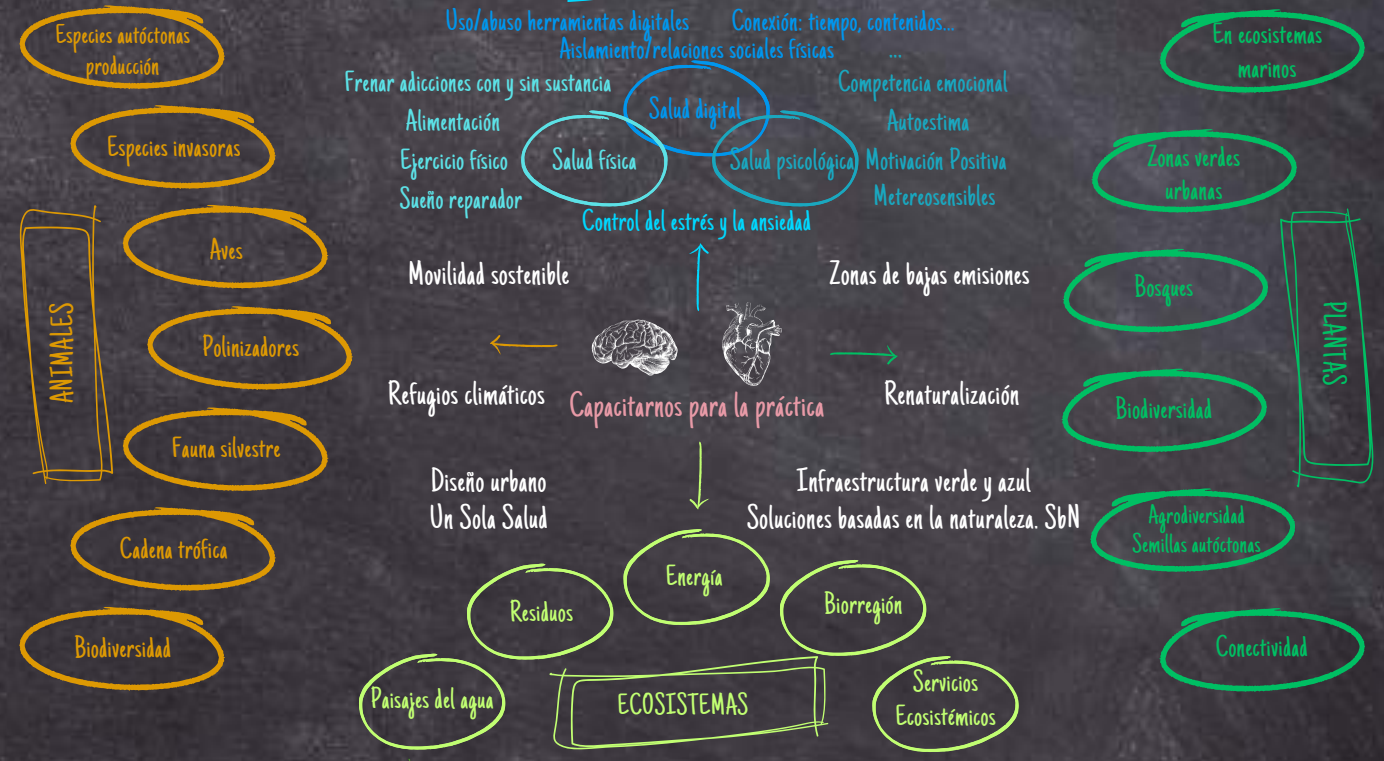 Uso/abuso herramientas digitales
Conexión: tiempo, contenidos...
Aislamiento/relaciones sociales físicas
...
Frenar adicciones con y sin sustancia
Alimentación
Ejercicio físico
Sueño reparador
Salud digital
Salud física
Salud psicológica
Competencia emocional
Autoestima
Motivación Positiva
Metereosensibles
Control del estrés y la ansiedad
Especies autóctonas
producción
Especies invasoras
Aves
Polinizadores
Fauna silvestre
Cadena trófica
Biodiversidad
ANIMALES
Movilidad sostenible
Zonas de bajas emisiones
Refugios climáticos
Capacitarnos para la práctica
Renaturalización
Diseño urbano
Un Sola Salud
Infraestructura verde y azul
Soluciones basadas en la naturaleza. SbN
En ecosistemas
marinos
Zonas verdes
urbanas
Bosques
Biodiversidad
Agrodiversidad
Semillas autóctonas
Conectividad
PLANTAS
Energía
Residuos
Biorregión
Paisajes del agua
ECOSISTEMAS
Servicios
Ecosistémicos